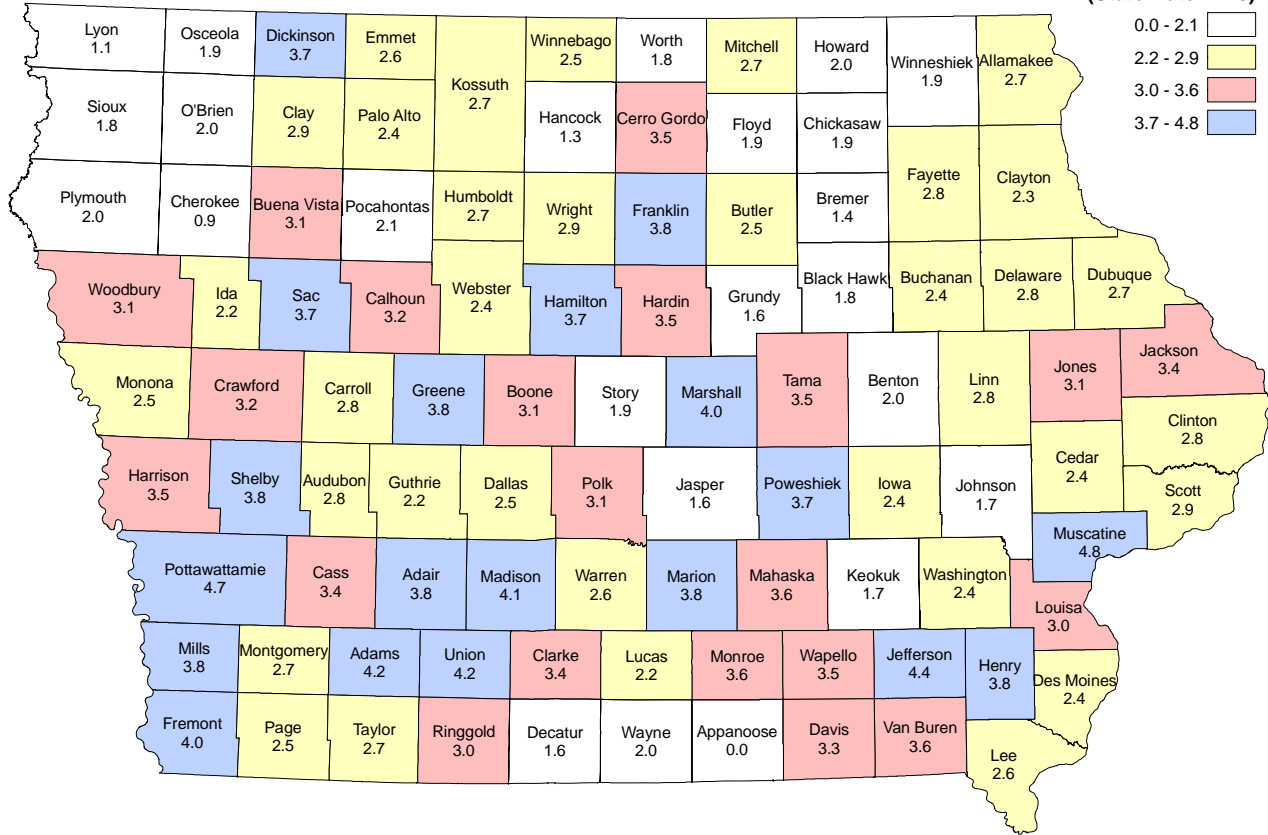 Lyon
1.1
Osceola
1.9
Dickinson
3.7
Emmet
2.6
Kossuth
2.7
Winnebago
2.5
Worth
1.8
Mitchell
2.7
Howard
2.0
Winneshiek
1.9
Allamakee
2.7
0.0 - 2.1
2.2 - 2.9
3.0 - 3.6
3.7 - 4.8
Sioux
1.8
O'Brien
2.0
Clay
2.9
Palo Alto
2.4
Hancock
1.3
Cerro Gordo
3.5
Floyd
1.9
Chickasaw
1.9
Fayette
2.8
Clayton
2.3
Plymouth
2.0
Cherokee
0.9
Buena Vista
3.1
Pocahontas
2.1
Humboldt
2.7
Wright
2.9
Franklin
3.8
Butler
2.5
Bremer
1.4
Woodbury
3.1
Ida
2.2
Sac
3.7
Calhoun
3.2
Webster
2.4
Hamilton
3.7
Hardin
3.5
Grundy
1.6
Black Hawk
1.8
Buchanan
2.4
Delaware
2.8
Dubuque
2.7
Monona
2.5
Crawford
3.2
Carroll
2.8
Greene
3.8
Boone
3.1
Story
1.9
Marshall
4.0
Tama
3.5
Benton
2.0
Linn
2.8
Jones
3.1
Jackson
3.4
Clinton
2.8
Harrison
3.5
Shelby
3.8
Audubon
2.8
Guthrie
2.2
Dallas
2.5
Polk
3.1
Jasper
1.6
Poweshiek
3.7
Iowa
2.4
Johnson
1.7
Cedar
2.4
Scott
2.9
Muscatine
4.8
Pottawattamie
4.7
Cass
3.4
Adair
3.8
Madison
4.1
Warren
2.6
Marion
3.8
Mahaska
3.6
Keokuk
1.7
Washington
2.4
Louisa
3.0
Mills
3.8
Montgomery
2.7
Adams
4.2
Union
4.2
Clarke
3.4
Lucas
2.2
Monroe
3.6
Wapello
3.5
Jefferson
4.4
Henry
3.8
Des Moines
2.4
Fremont
4.0
Page
2.5
Taylor
2.7
Ringgold
3.0
Decatur
1.6
Wayne
2.0
Appanoose
0.0
Davis
3.3
Van Buren
3.6
Lee
2.6